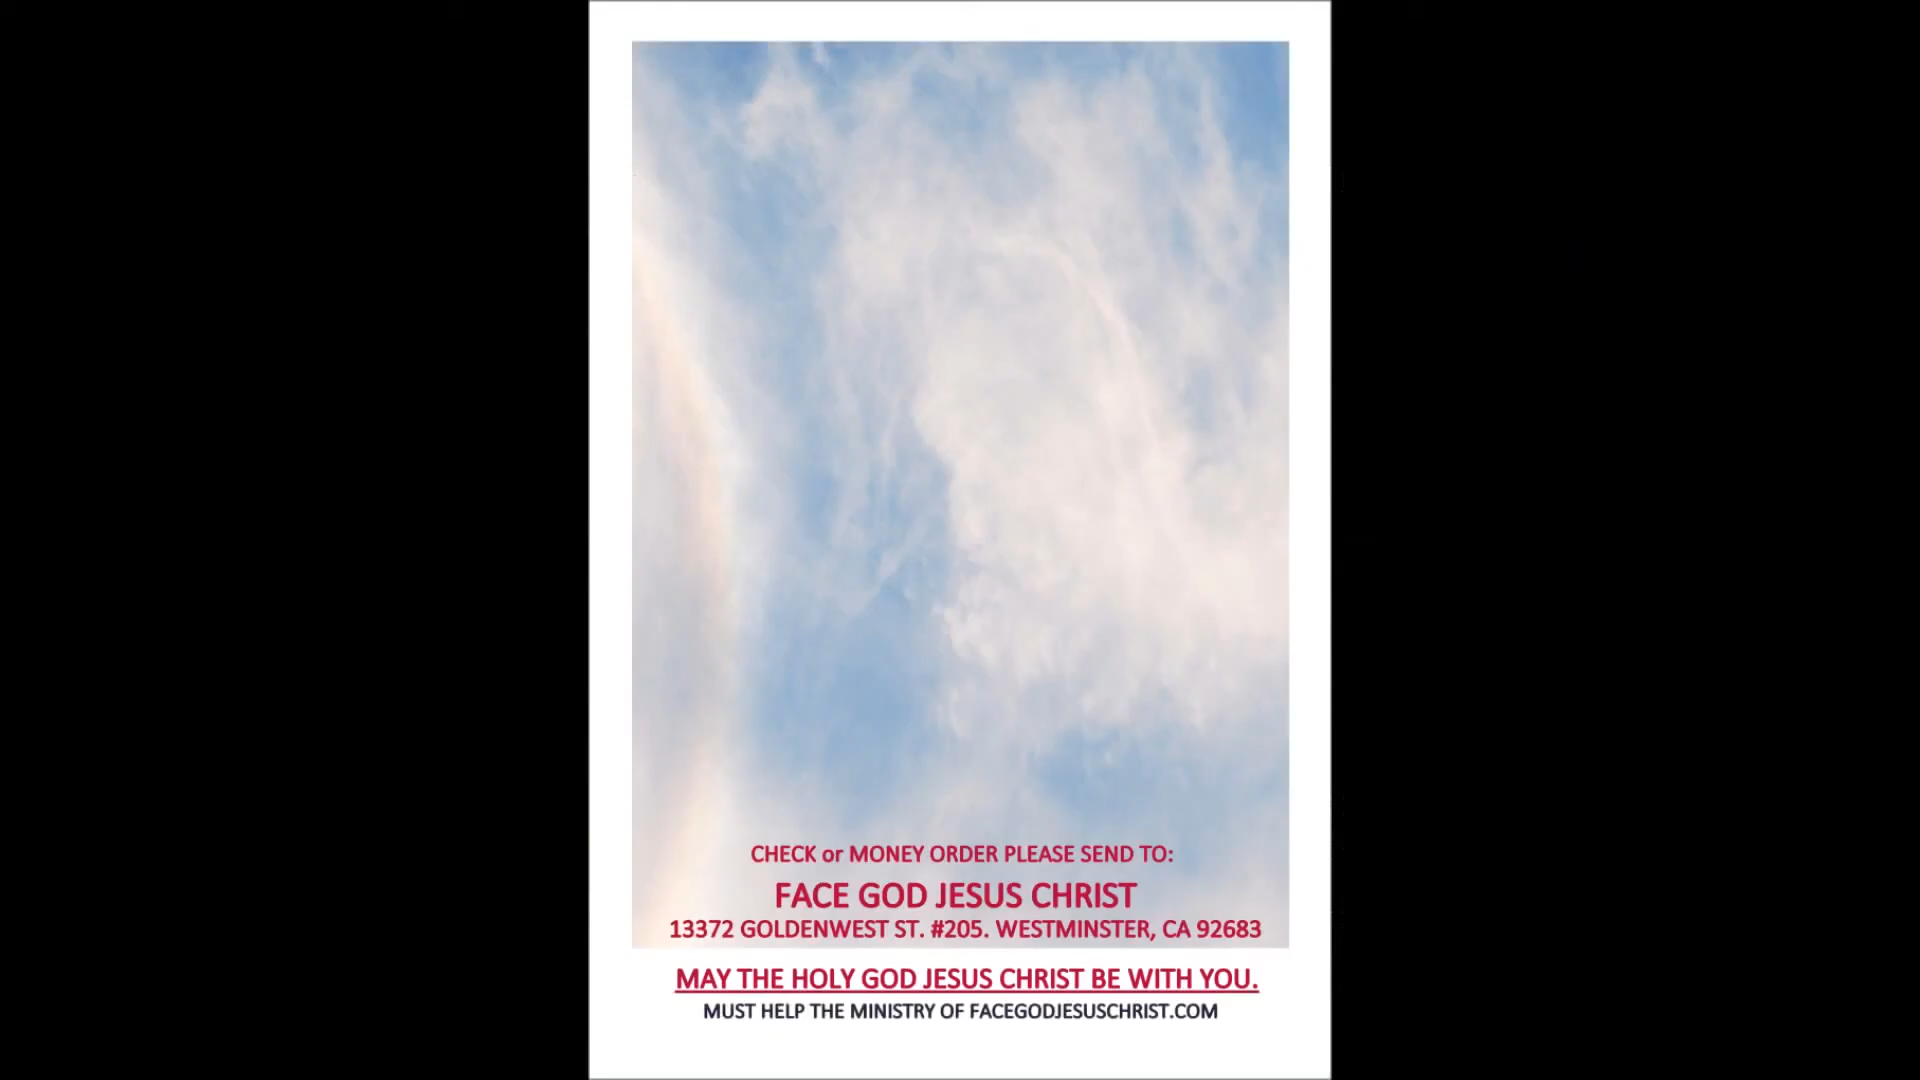 CHECK or MONEY ORDER PLEASE SEND TO:
FACE GOD JESUS CHRIST
13372 GOLDENWEST ST. #205. WESTMINSTER, CA 92683
MAY THE HOLY GOD JESUS CHRIST BE WITH YOU.
MUST HELP THE MINISTRY OF FACEGODJESUSCHRIST.COM